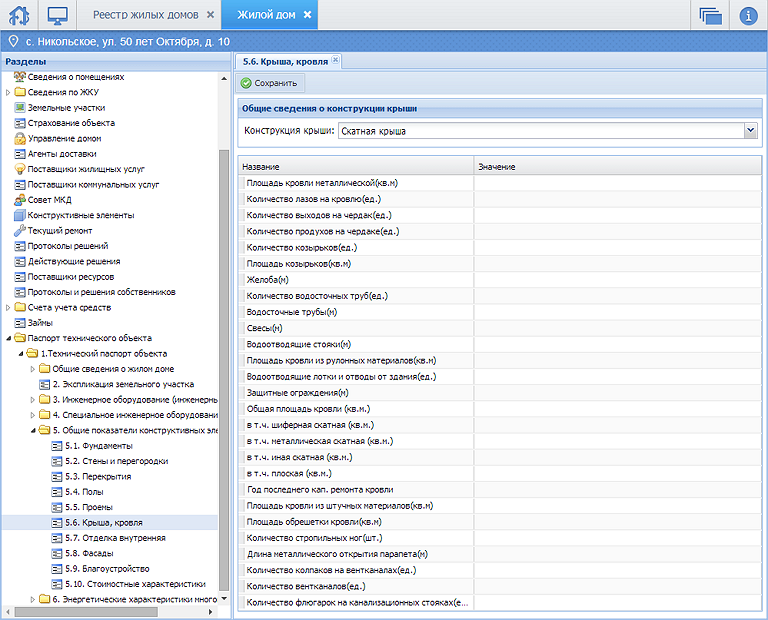 Реестр жилых домов
Жилой дом
с. Никольское, ул. 50 лет Октября, д. 10
Разделы
Сведения о помещениях
Сведения по ЖКУ
Земельные участки
Страхование объекта
Управление домом
Агенты доставки
Поставщики жилищных услуг
Поставщики коммунальных услуг
Совет МКД
Конструктивные элементы
Текущий ремонт
Протоколы решений
Действующие решения
Поставщики ресурсов
Протоколы и решения собственников
Счета учета средств
Займы
Паспорт технического объекта
1.Технический паспорт объекта
Общие сведения о жилом доме
2. Экспликация земельного участка
3. Инженерное оборудование (инженерны
4. Специальное инженерное оборудовани
5. Общие показатели конструктивных эле
5.1. Фундаменты
5.2. Стены и перегородки
5.3. Перекрытия
5.4. Полы
5.5. Проемы
5.6. Крыша, кровля
5.7. Отделка внутренняя
5.8. Фасады
5.9. Благоустройство
5.10. Стоимостные характеристики
6. Энергетические характеристики много
5.6. Крыша, кровля
Сохранить
Общие сведения о конструкции крыши
Конструкция крыши: Скатная крыша
Название Значение
Площадь кровли металлической(кв.м)
Количество лазов на кровлю(ед.)
Количество выходов на чердак(ед.)
Количество продухов на чердаке(ед.)
Количество козырьков(ед.)
Площадь козырьков(кв.м)
Желоба(м)
Количество водосточных труб(ед.)
Водосточные трубы(м)
Свесы(м)
Водоотводящие стояки(м)
Площадь кровли из рулонных материалов(кв.м)
Водоотводящие лотки и отводы от здания(ед.)
Защитные ограждения(м)
Общая площадь кровли (кв.м.)
в т.ч. шиферная скатная (кв.м.)
в т.ч. металлическая скатная (кв.м.)
в т.ч. иная скатная (кв.м.)
в т.ч. плоская (кв.м.)
Год последнего кап. ремонта кровли
Площадь кровли из штучных материалов(кв.м)
Площадь обрешетки кровли(кв.м)
Количество стропильных ног(шт.)
Длина металлического открытия парапета(м)
Количество колпаков на вентканалах(ед.)
Количество вентканалов(ед.)
Количество флюгарок на канализационных стояках(е...